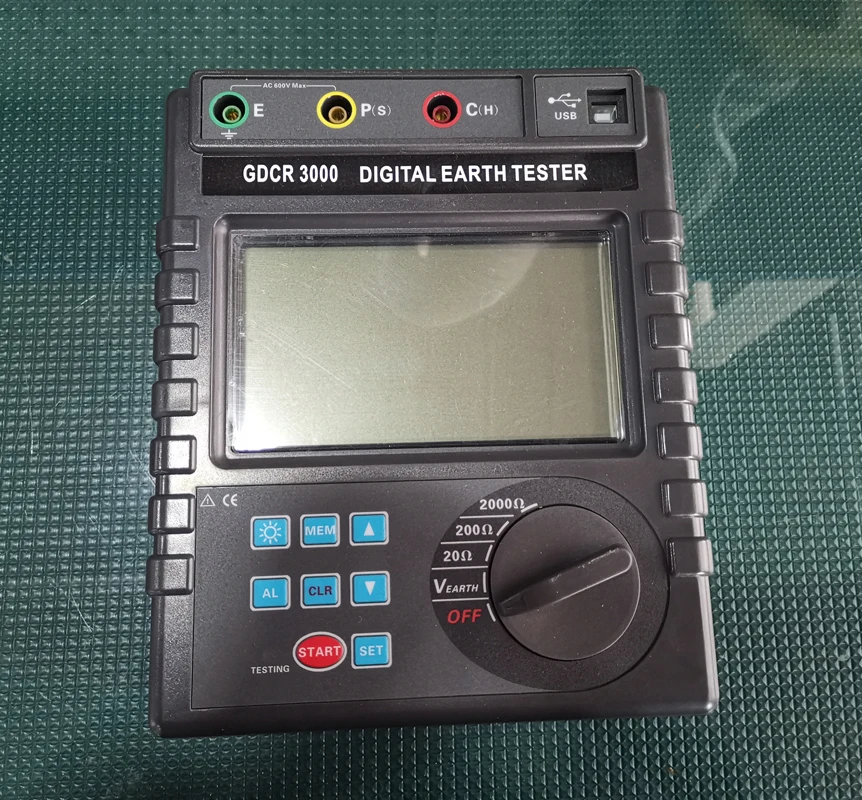 AC 600V Max
E P(S) C(H)
USB
GDCR 3000 DIGITAL EARTH TESTER
CE
2000Ω
200Ω
20Ω
VEARTH
OFF
MEM
AL CLR
START SET
TESTING